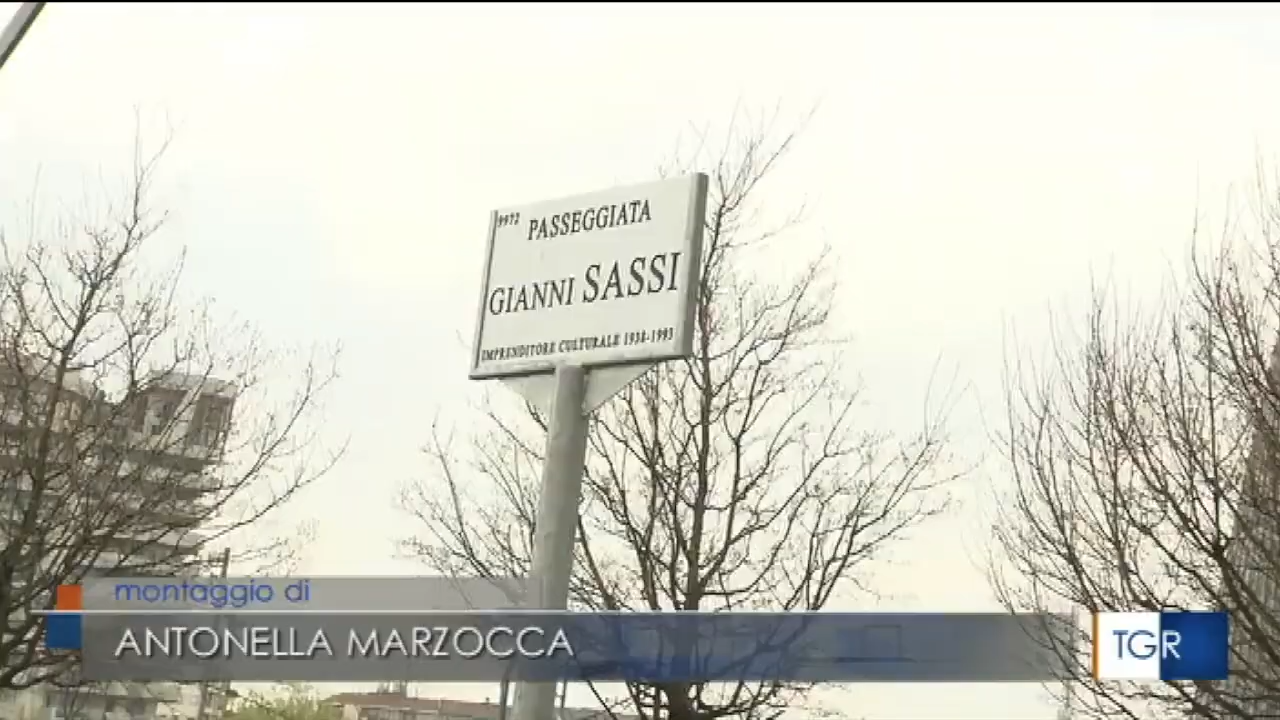 9972 PASSEGGIATA
GIANNI SASSI
IMPRENDITORE CULTURALE 1938-1993
montaggio di
ANTONELLA MARZOCCA
TGR